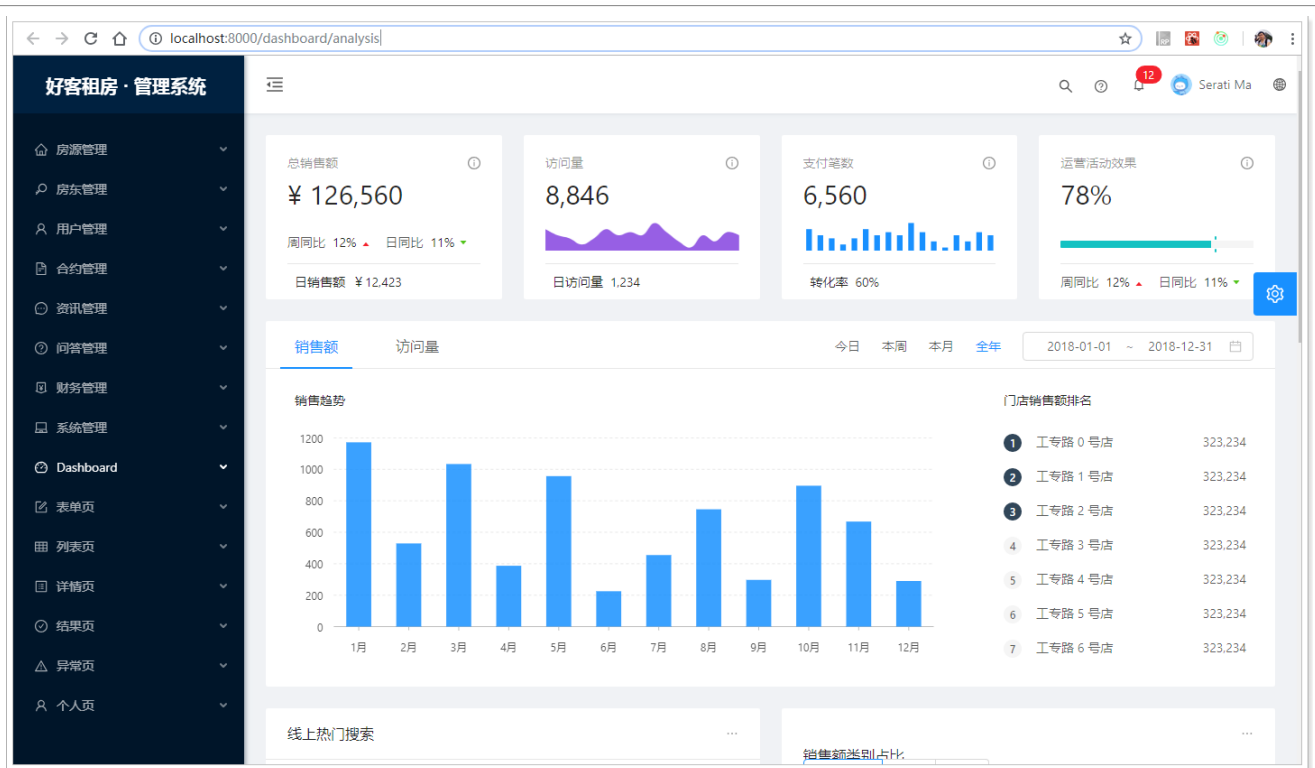 localhost:8000/dashboard/analysis
RP
好客租房·管理系统
12
Serati Ma
房源管理
房东管理
用户管理
合约管理
资讯管理
问答管理
财务管理
系统管理
Dashboard
表单页
列表页
详情页
结果页
异常页
个人页
总销售额
¥ 126,560
周同比 12% 日同比 11%
日销售额 ¥12,423
访问量
8,846
日访问量 1,234
支付笔数
6,560
转化率 60%
运营活动效果
78%
周同比 12% 日同比 11%
销售额 访问量 今日 本周 本月 全年 2018-01-01 ~ 2018-12-31
销售趋势
1200
1000
800
600
400
200
0
1月 2月 3月 4月 5月 6月 7月 8月 9月 10月 11月 12月
门店销售额排名
1 工专路 0 号店 323,234
2 工专路 1 号店 323,234
3 工专路 2 号店 323,234
4 工专路 3 号店 323,234
5 工专路 4 号店 323,234
6 工专路 5 号店 323,234
7 工专路 6 号店 323,234
线上热门搜索 ...
销售额类别占比 ...